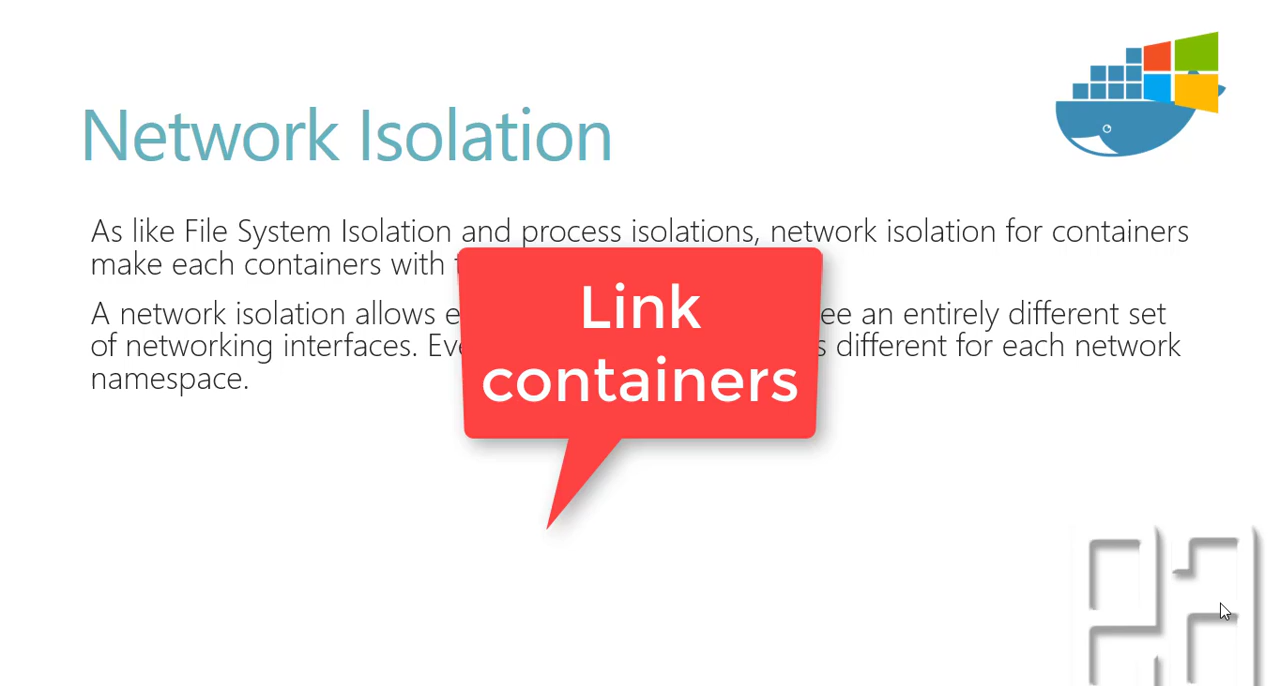 Network Isolation
As like File System Isolation and process isolations, network isolation for containers
make each containers with
A network isolation allows ee an entirely different set
of networking interfaces. different for each network
namespace.
Link
containers